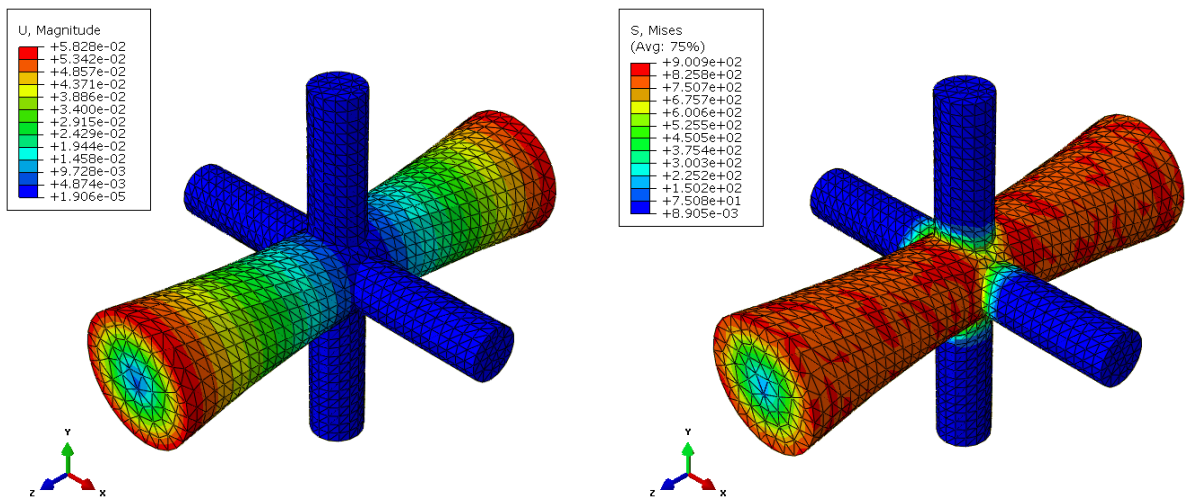 U, Magnitude
+5.828e-02
+5.342e-02
+4.857e-02
+4.371e-02
+3.886e-02
+3.400e-02
+2.915e-02
+2.429e-02
+1.944e-02
+1.458e-02
+9.728e-03
+4.874e-03
+1.906e-05
Y
Z
X
S, Mises
(Avg: 75%)
+9.009e+02
+8.258e+02
+7.507e+02
+6.757e+02
+6.006e+02
+5.255e+02
+4.505e+02
+3.754e+02
+3.003e+02
+2.252e+02
+1.502e+02
+7.508e+01
+8.905e-03
Y
Z
X